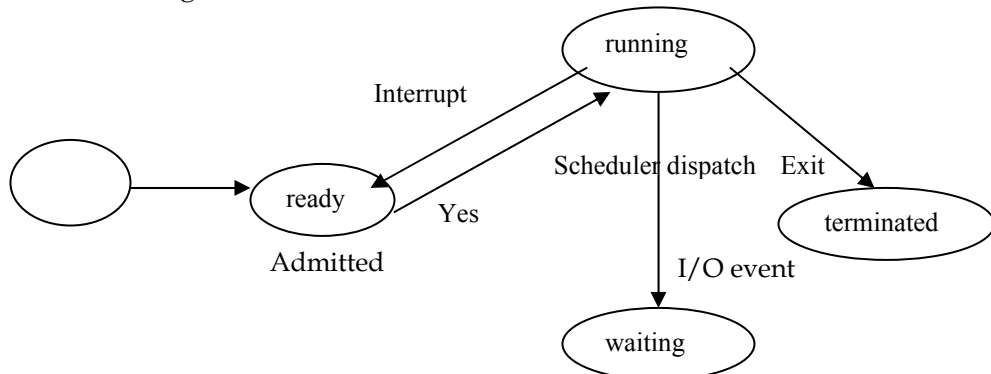 running
Interrupt
Scheduler dispatch
Exit
ready
Yes
terminated
Admitted
I/O event
waiting